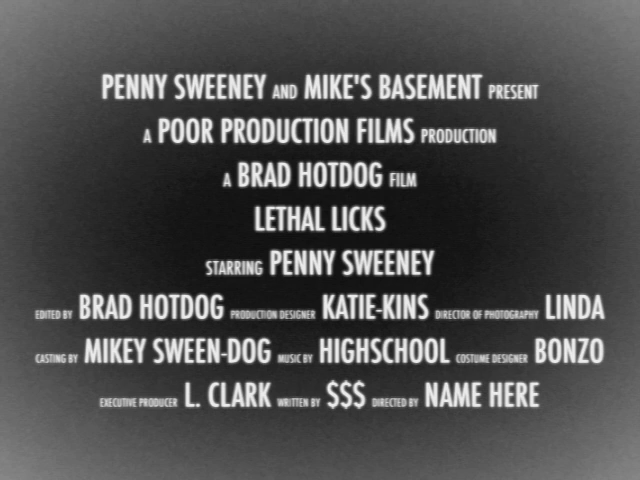 PENNY SWEENEY AND MIKE'S BASEMENT PRESENT
A POOR PRODUCTION FILMS PRODUCTION
A BRAD HOTDOG FILM
LETHAL LICKS
STARRING PENNY SWEENEY
EDITED BY BRAD HOTDOG PRODUCTION DESIGNER KATIE-KINS DIRECTOR OF PHOTOGRAPHY LINDA
CASTING BY MIKEY SWEEN-DOG MUSIC BY HIGHSCHOOL COSTUME DESIGNER BONZO
EXECUTIVE PRODUCER L. CLARK WRITTEN BY $$$ DIRECTED BY NAME HERE